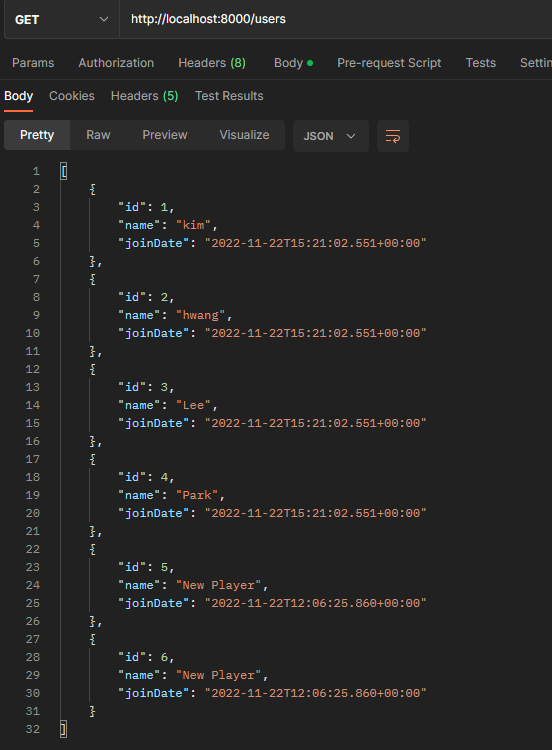 GET http://localhost:8000/users
Params Authorization Headers (8) Body Pre-request Script Tests Settin
Body Cookies Headers (5) Test Results
Pretty Raw Preview Visualize JSON
1 [
2 {
3 "id": 1,
4 "name": "kim",
5 "joinDate": "2022-11-22T15:21:02.551+00:00"
6 },
7 {
8 "id": 2,
9 "name": "hwang",
10 "joinDate": "2022-11-22T15:21:02.551+00:00"
11 },
12 {
13 "id": 3,
14 "name": "Lee",
15 "joinDate": "2022-11-22T15:21:02.551+00:00"
16 },
17 {
18 "id": 4,
19 "name": "Park",
20 "joinDate": "2022-11-22T15:21:02.551+00:00"
21 },
22 {
23 "id": 5,
24 "name": "New Player",
25 "joinDate": "2022-11-22T12:06:25.860+00:00"
26 },
27 {
28 "id": 6,
29 "name": "New Player",
30 "joinDate": "2022-11-22T12:06:25.860+00:00"
31 }
32 ]